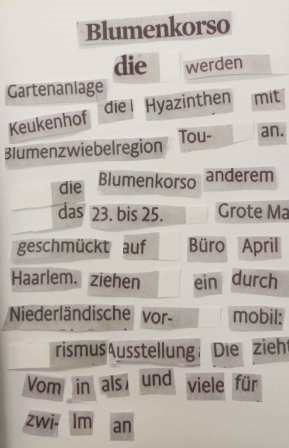 Blumenkorso
die werden
Gartenanlage
Keukenhof die Hyazinthen mit
Blumenzwiebelregion Tou- an.
die Blumenkorso anderem
das 23. bis 25. Grote Ma
geschmückt auf Büro April
Haarlem. ziehen ein durch
Niederländische vor- mobil:
rismus Ausstellung Die zieht
Vom in als und viele für
zwi- Im an